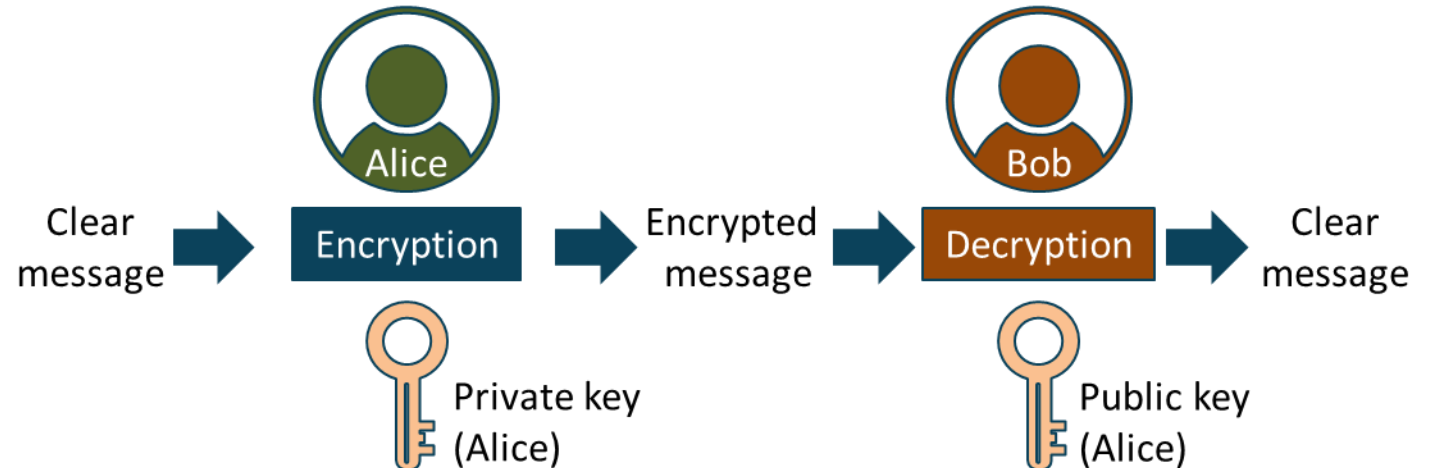 Alice
Bob
Clear
message
Encryption
Encrypted
message
Decryption
Clear
message
Private key
(Alice)
Public key
(Alice)